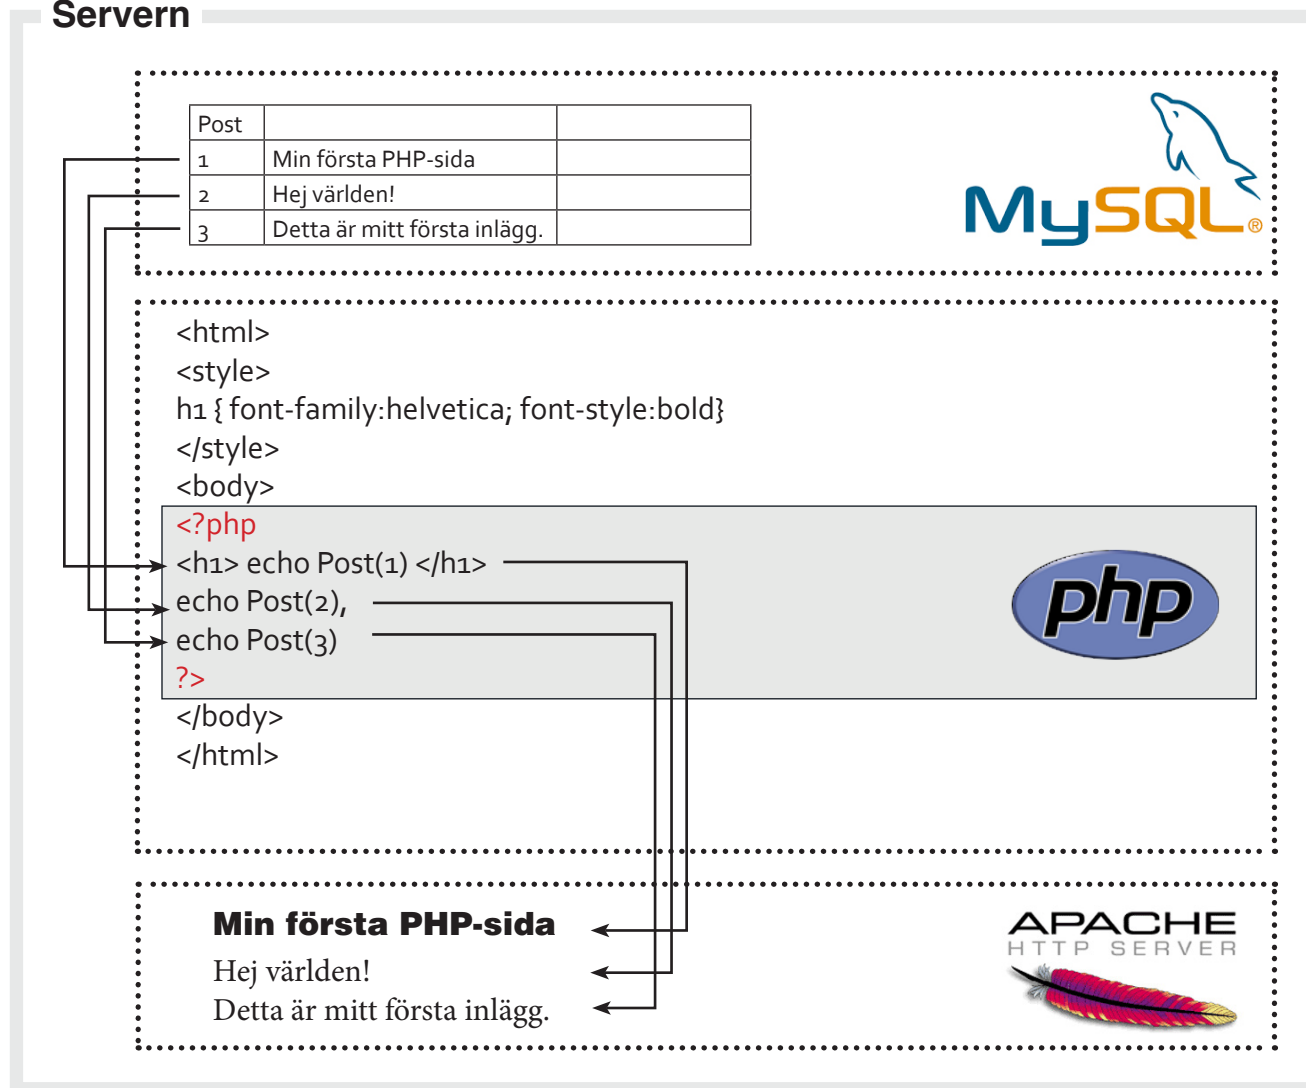 Servern
Post
1 Min första PHP-sida
2 Hej världen!
3 Detta är mitt första inlägg.
MySQL®
<html>
<style>
h1 { font-family:helvetica; font-style:bold}
</style>
<body>
<?php
<h1> echo Post(1) </h1>
echo Post(2),
echo Post(3)
?>
php
</body>
</html>
Min första PHP-sida
Hej världen!
Detta är mitt första inlägg.
APACHE
HTTP SERVER